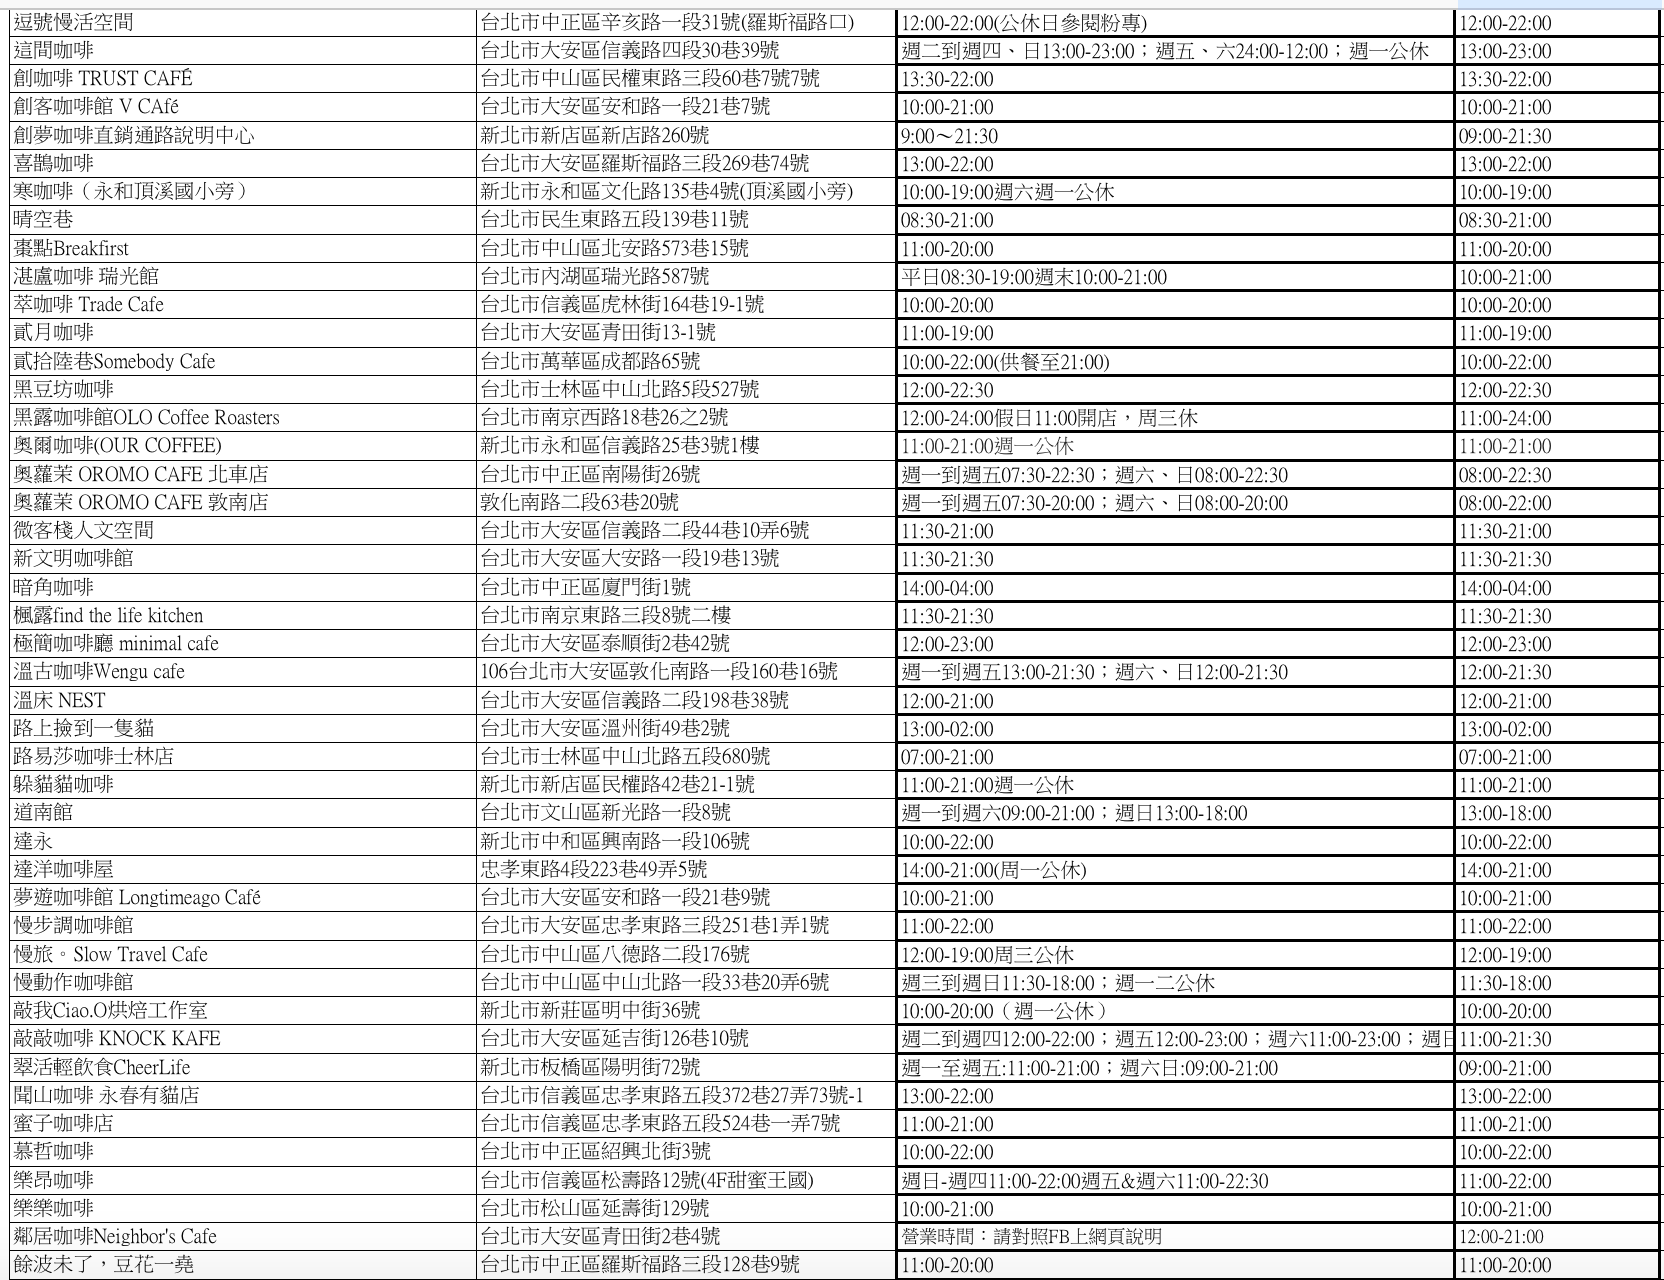 逗號慢活空間 台北市中正區辛亥路一段31號(羅斯福路口) 12:00-22:00(公休日參閱粉專) 12:00-22:00
這間咖啡 台北市大安區信義路四段30巷39號 週二到週四、日13:00-23:00；週五、六24:00-12:00；週一公休 13:00-23:00
創咖啡 TRUST CAFÉ 台北市中山區民權東路三段60巷7號7號 13:30-22:00 13:30-22:00
創客咖啡館 V CAfé 台北市大安區安和路一段21巷7號 10:00-21:00 10:00-21:00
創夢咖啡直銷通路說明中心 新北市新店區新店路260號 9:00～21:30 09:00-21:30
喜鵲咖啡 台北市大安區羅斯福路三段269巷74號 13:00-22:00 13:00-22:00
寒咖啡（永和頂溪國小旁） 新北市永和區文化路135巷4號(頂溪國小旁) 10:00-19:00週六週一公休 10:00-19:00
晴空巷 台北市民生東路五段139巷11號 08:30-21:00 08:30-21:00
棗點Breakfirst 台北市中山區北安路573巷15號 11:00-20:00 11:00-20:00
湛盧咖啡 瑞光館 台北市內湖區瑞光路587號 平日08:30-19:00週末10:00-21:00 10:00-21:00
萃咖啡 Trade Cafe 台北市信義區虎林街164巷19-1號 10:00-20:00 10:00-20:00
貳月咖啡 台北市大安區青田街13-1號 11:00-19:00 11:00-19:00
貳拾陸巷Somebody Cafe 台北市萬華區成都路65號 10:00-22:00(供餐至21:00) 10:00-22:00
黑豆坊咖啡 台北市士林區中山北路5段527號 12:00-22:30 12:00-22:30
黑露咖啡館OLO Coffee Roasters 台北市南京西路18巷26之2號 12:00-24:00假日11:00開店，周三休 11:00-24:00
奧爾咖啡(OUR COFFEE) 新北市永和區信義路25巷3號1樓 11:00-21:00週一公休 11:00-21:00
奧蘿茉 OROMO CAFE 北車店 台北市中正區南陽街26號 週一到週五07:30-22:30；週六、日08:00-22:30 08:00-22:30
奧蘿茉 OROMO CAFE 敦南店 敦化南路二段63巷20號 週一到週五07:30-20:00；週六、日08:00-20:00 08:00-22:00
微客棧人文空間 台北市大安區信義路二段44巷10弄6號 11:30-21:00 11:30-21:00
新文明咖啡館 台北市大安區大安路一段19巷13號 11:30-21:30 11:30-21:30
暗角咖啡 台北市中正區廈門街1號 14:00-04:00 14:00-04:00
楓露find the life kitchen 台北市南京東路三段8號二樓 11:30-21:30 11:30-21:30
極簡咖啡廳 minimal cafe 台北市大安區泰順街2巷42號 12:00-23:00 12:00-23:00
溫古咖啡Wengu cafe 106台北市大安區敦化南路一段160巷16號 週一到週五13:00-21:30；週六、日12:00-21:30 12:00-21:30
溫床 NEST 台北市大安區信義路二段198巷38號 12:00-21:00 12:00-21:00
路上撿到一隻貓 台北市大安區溫州街49巷2號 13:00-02:00 13:00-02:00
路易莎咖啡士林店 台北市士林區中山北路五段680號 07:00-21:00 07:00-21:00
躲貓貓咖啡 新北市新店區民權路42巷21-1號 11:00-21:00週一公休 11:00-21:00
道南館 台北市文山區新光路一段8號 週一到週六09:00-21:00；週日13:00-18:00 13:00-18:00
達永 新北市中和區興南路一段106號 10:00-22:00 10:00-22:00
達洋咖啡屋 忠孝東路4段223巷49弄5號 14:00-21:00(周一公休) 14:00-21:00
夢遊咖啡館 Longtimeago Café 台北市大安區安和路一段21巷9號 10:00-21:00 10:00-21:00
慢步調咖啡館 台北市大安區忠孝東路三段251巷1弄1號 11:00-22:00 11:00-22:00
慢旅。Slow Travel Cafe 台北市中山區八德路二段176號 12:00-19:00周三公休 12:00-19:00
慢動作咖啡館 台北市中山區中山北路一段33巷20弄6號 週三到週日11:30-18:00；週一二公休 11:30-18:00
敲我Ciao.O烘焙工作室 新北市新莊區明中街36號 10:00-20:00（週一公休） 10:00-20:00
敲敲咖啡 KNOCK KAFE 台北市大安區延吉街126巷10號 週二到週四12:00-22:00；週五12:00-23:00；週六11:00-23:00；週日 11:00-21:30
翠活輕飲食CheerLife 新北市板橋區陽明街72號 週一至週五:11:00-21:00；週六日:09:00-21:00 09:00-21:00
聞山咖啡 永春有貓店 台北市信義區忠孝東路五段372巷27弄73號-1 13:00-22:00 13:00-22:00
蜜子咖啡店 台北市信義區忠孝東路五段524巷一弄7號 11:00-21:00 11:00-21:00
慕哲咖啡 台北市中正區紹興北街3號 10:00-22:00 10:00-22:00
樂昂咖啡 台北市信義區松壽路12號(4F甜蜜王國) 週日-週四11:00-22:00週五&週六11:00-22:30 11:00-22:00
樂樂咖啡 台北市松山區延壽街129號 10:00-21:00 10:00-21:00
鄰居咖啡Neighbor's Cafe 台北市大安區青田街2巷4號 營業時間：請對照FB上網頁說明 12:00-21:00
餘波未了，豆花一堯 台北市中正區羅斯福路三段128巷9號 11:00-20:00 11:00-20:00